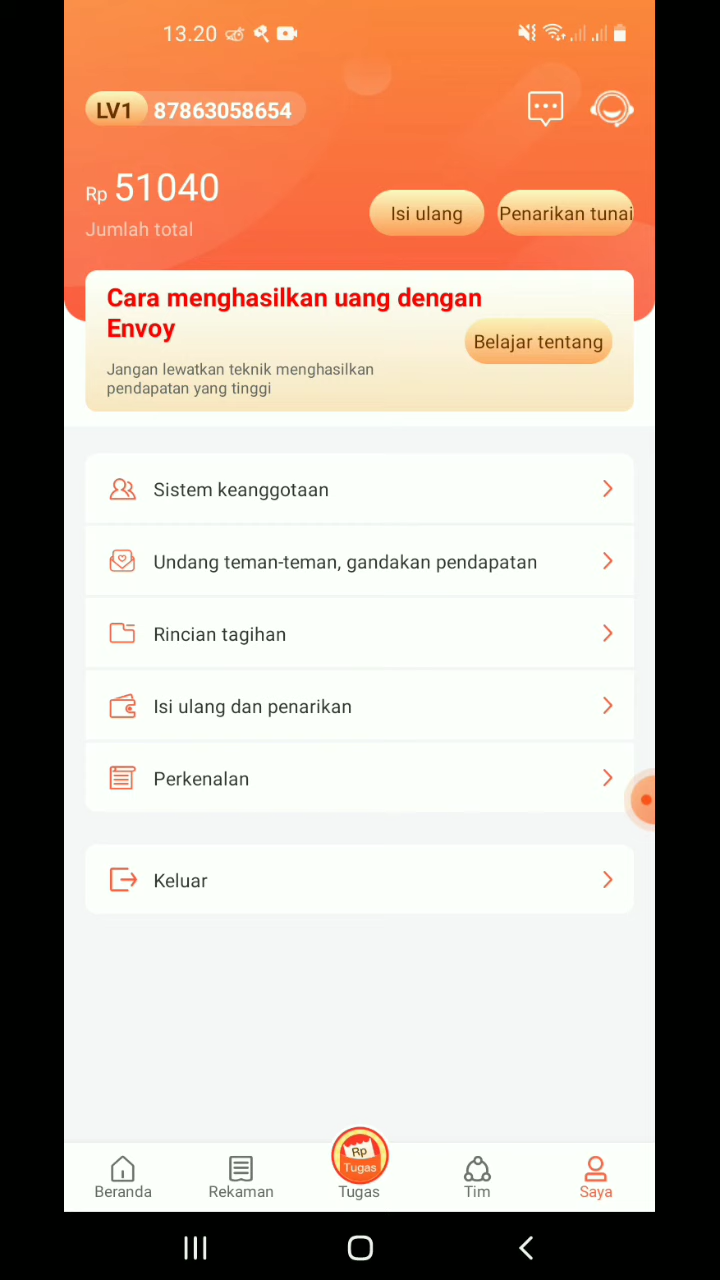 13.20
LV1 87863058654
Rp 51040
Jumlah total
Isi ulang
Penarikan tunai
Cara menghasilkan uang dengan
Envoy
Jangan lewatkan teknik menghasilkan
pendapatan yang tinggi
Belajar tentang
Sistem keanggotaan
Undang teman-teman, gandakan pendapatan
Rincian tagihan
Isi ulang dan penarikan
Perkenalan
Keluar
Rp
Tugas
Beranda
Rekaman
Tugas
Tim
Saya